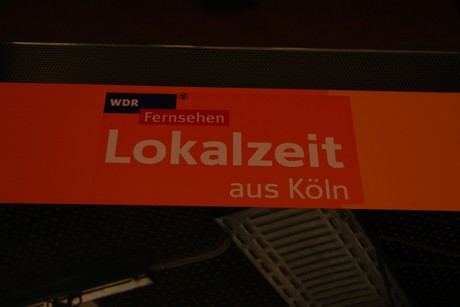 WDR
Fernsehen
Lokalzeit
aus Köln